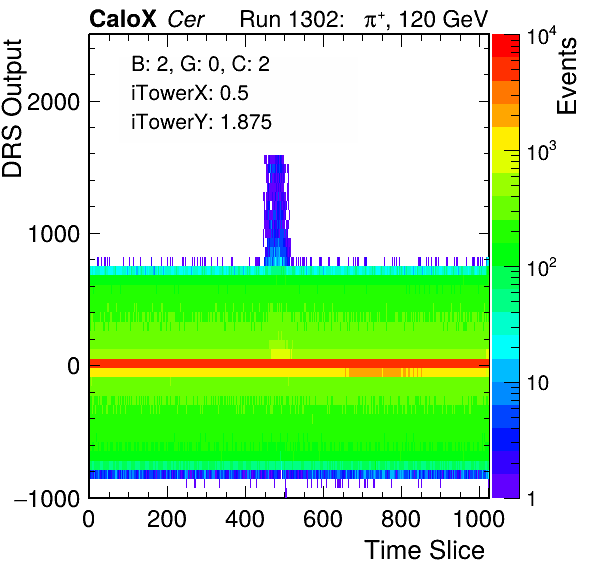 CaloX Cer Run 1302: π⁺, 120 GeV
B: 2, G: 0, C: 2
iTowerX: 0.5
iTowerY: 1.875
DRS Output
2000
1000
0
−1000
0 200 400 600 800 1000
Time Slice
Events
10⁴
10³
10²
10
1